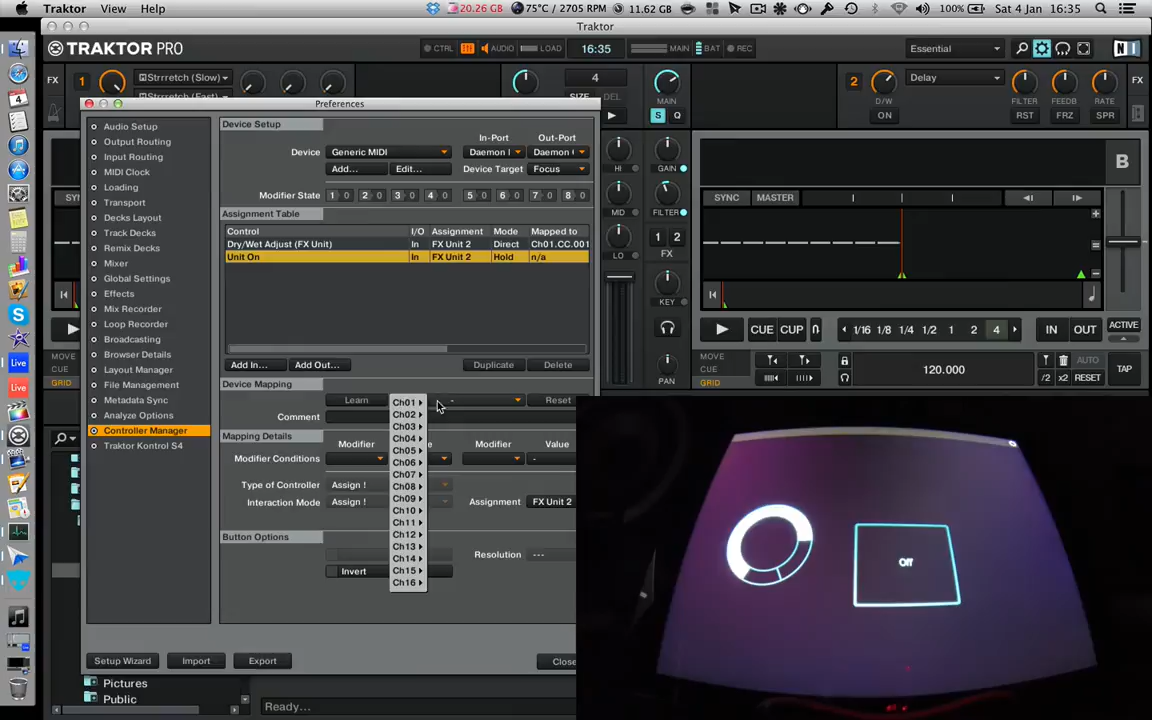 Traktor View Help 20.26 GB 75°C / 2705 RPM 11.62 GB 100% Sat 4 Jan 16:35
Traktor
TRAKTOR PRO CTRL AUDIO LOAD 16:35 MAIN BAT REC Essential
FX 1 Strrretch (Slow) 4 2 Delay FX
SIZE DEL MAIN D/W FILTER FEEDB RATE
S Q ON RST FRZ SPR
Preferences
Audio Setup
Output Routing
Input Routing
MIDI Clock
Loading
Transport
Decks Layout
Track Decks
Remix Decks
Mixer
Global Settings
Effects
Mix Recorder
Loop Recorder
Broadcasting
Browser Details
Layout Manager
File Management
Metadata Sync
Analyze Options
Controller Manager
Traktor Kontrol S4
Device Setup
In-Port Out-Port
Device Generic MIDI Daemon Daemon
Add... Edit... Device Target Focus
Modifier State 1 0 2 0 3 0 4 0 5 0 6 0 7 0 8 0
Assignment Table
Control I/O Assignment Mode Mapped to
Dry/Wet Adjust (FX Unit) In FX Unit 2 Direct Ch01.CC.001
Unit On In FX Unit 2 Hold n/a
Add In... Add Out... Duplicate Delete
Device Mapping
Learn - Reset
Comment
Mapping Details
Modifier Modifier Value
Modifier Conditions -
Type of Controller Assign !
Interaction Mode Assign ! Assignment FX Unit 2
Button Options
Resolution ---
Invert
Ch01
Ch02
Ch03
Ch04
Ch05
Ch06
Ch07
Ch08
Ch09
Ch10
Ch11
Ch12
Ch13
Ch14
Ch15
Ch16
Setup Wizard Import Export Close
Pictures
Public
Ready...
HI GAIN
MID FILTER
LO 1 2
FX
KEY
PAN
B
SYNC MASTER
CUE CUP 1/16 1/8 1/4 1/2 1 2 4 IN OUT ACTIVE
MOVE
CUE
GRID
MOVE
CUE
GRID
120.000
AUTO
/2 x2 RESET
TAP
Off